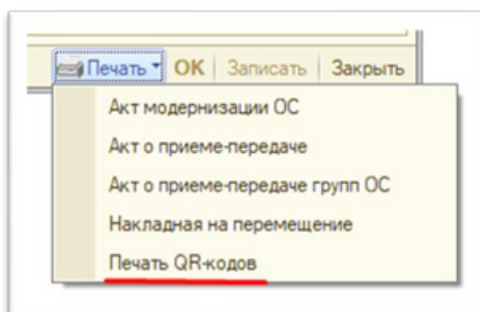 Печать ОК Записать Закрыть
Акт модернизации ОС
Акт о приеме-передаче
Акт о приеме-передаче групп ОС
Накладная на перемещение
Печать QR-кодов